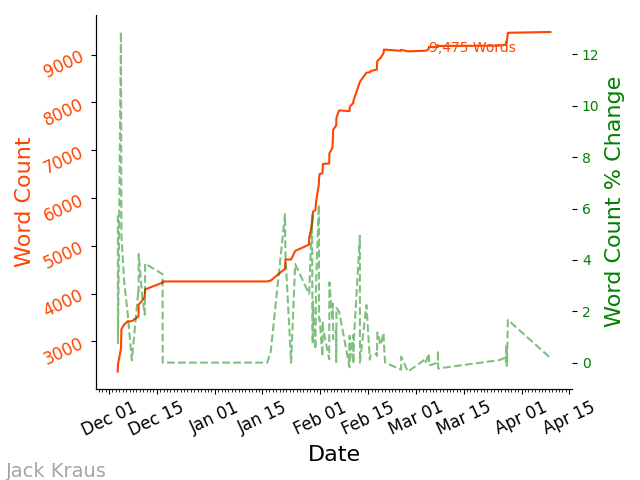 9,475 Words
9000
8000
7000
6000
5000
4000
3000
Word Count
12
10
8
6
4
2
0
Word Count % Change
Dec 01
Dec 15
Jan 01
Jan 15
Feb 01
Feb 15
Mar 01
Mar 15
Apr 01
Apr 15
Date
Jack Kraus